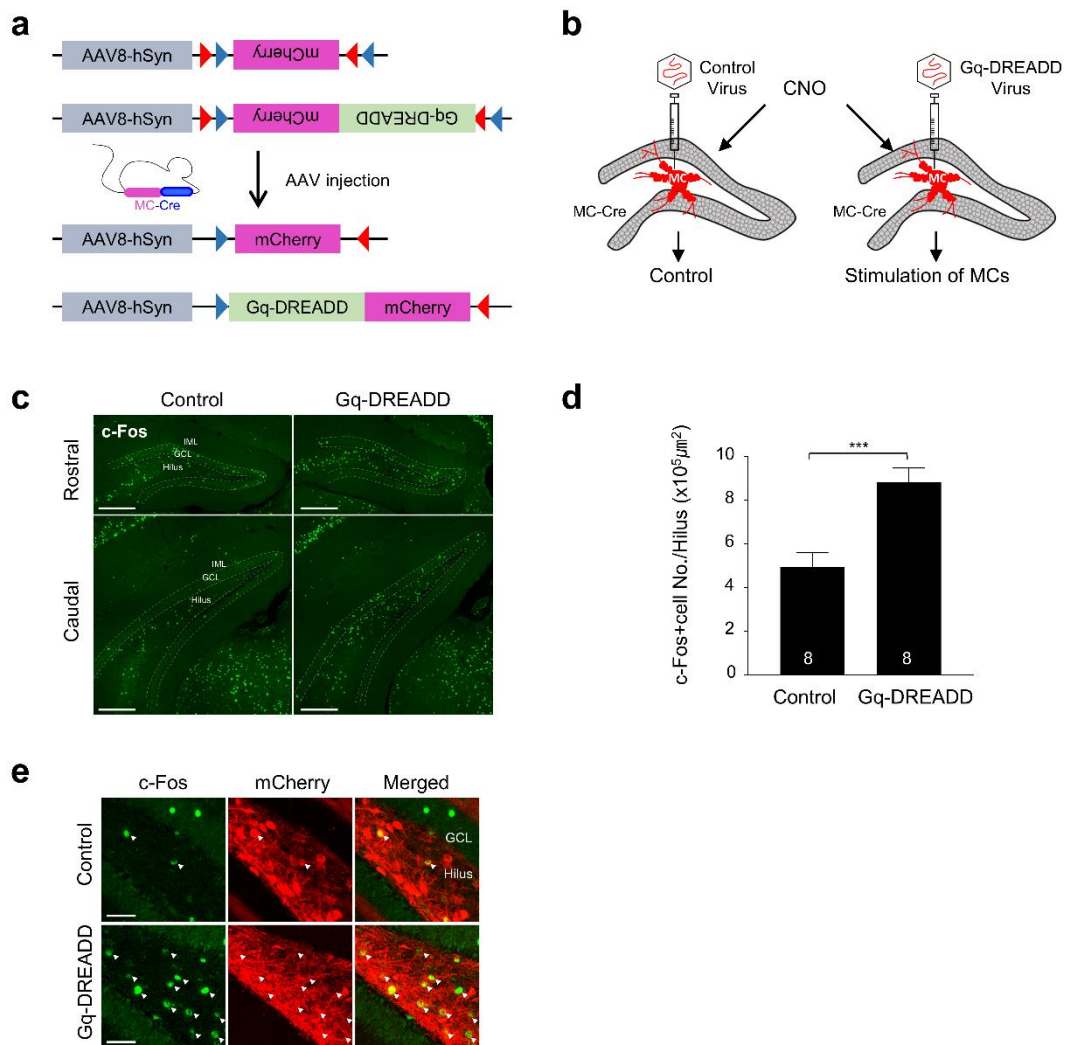 a
AAV8-hSyn
mCherry
AAV8-hSyn
mCherry
Gq-DREADD
MC-Cre
AAV injection
AAV8-hSyn
mCherry
AAV8-hSyn
Gq-DREADD
mCherry
b
Control
Virus
CNO
Gq-DREADD
Virus
MC
MC
MC-Cre
MC-Cre
Control
Stimulation of MCs
c
Control
Gq-DREADD
Rostral
c-Fos
IML
GCL
Hilus
Caudal
IML
GCL
Hilus
d
c-Fos+cell No./Hilus (x10⁵㎛²)
10
8
6
4
2
0
***
8
8
Control
Gq-DREADD
e
c-Fos
mCherry
Merged
Control
GCL
Hilus
Gq-DREADD